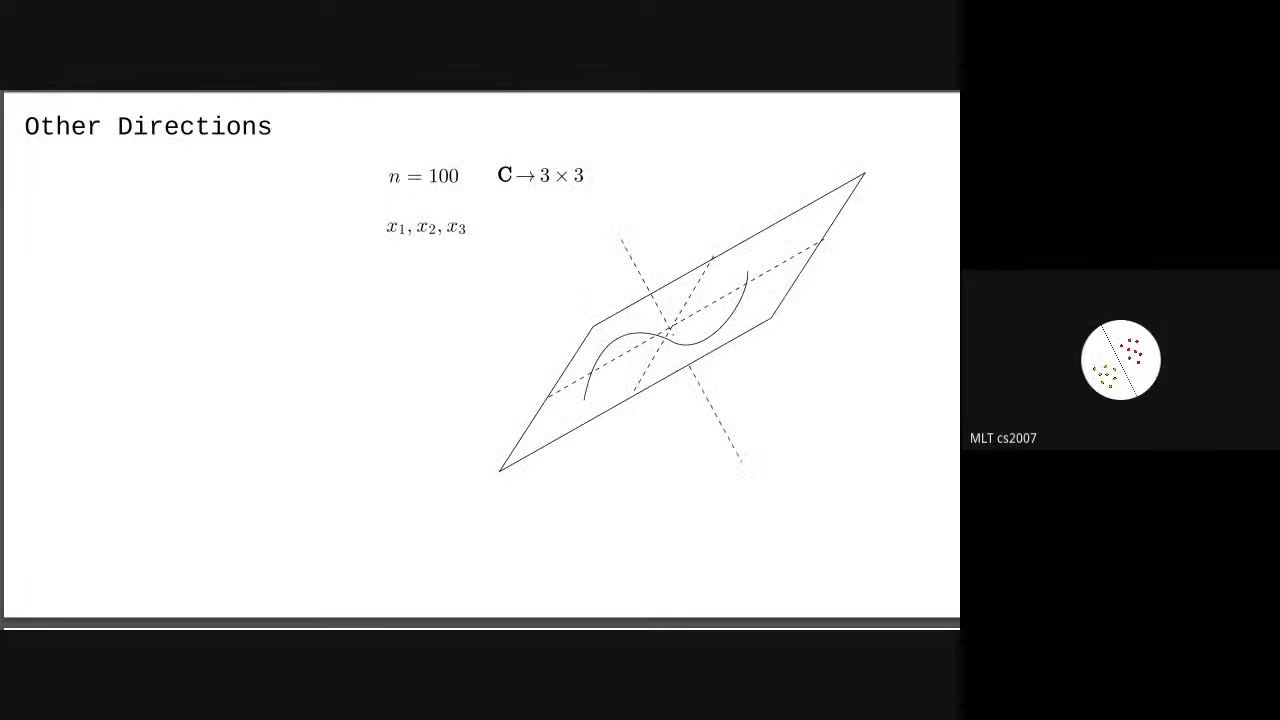 Other Directions
n = 100 C → 3 × 3
x₁, x₂, x₃
MLT cs2007